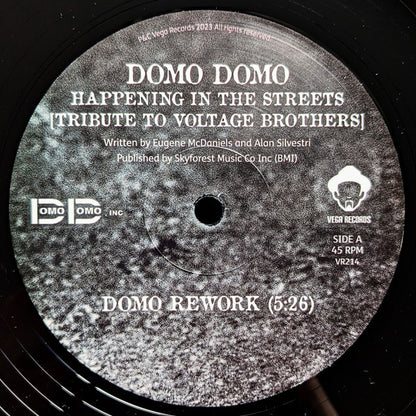 P&C Vega Records 2023 All rights reserved
DOMO DOMO
HAPPENING IN THE STREETS
[TRIBUTE TO VOLTAGE BROTHERS]
Written by Eugene McDaniels and Alan Silvestri
Published by Skyforest Music Co Inc (BMI)
DOMO DOMO, INC
VEGA RECORDS
SIDE A
45 RPM
VR214
DOMO REWORK (5:26)